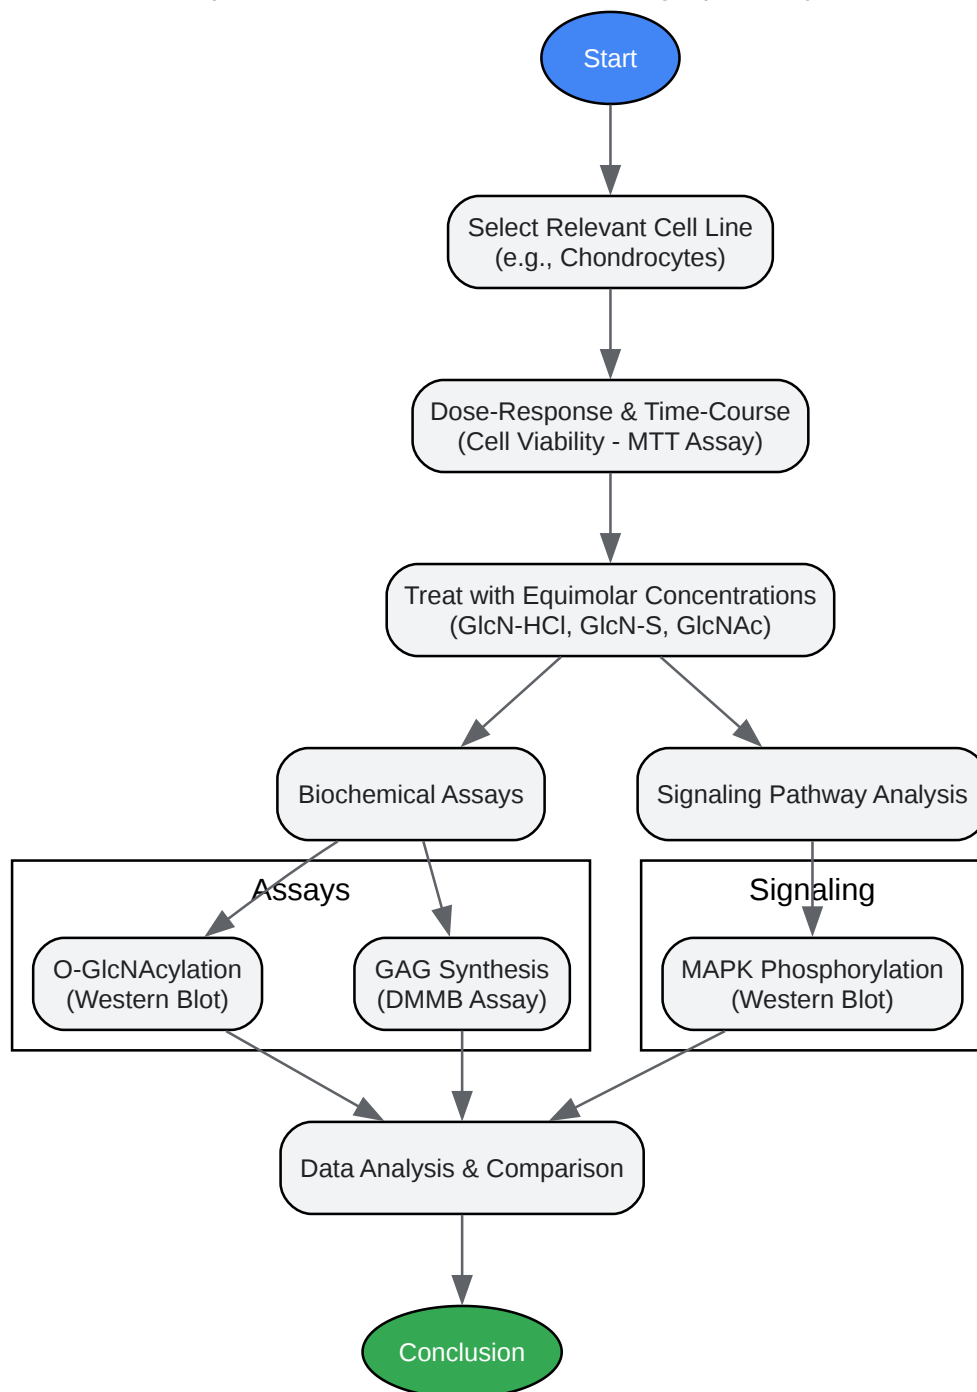 Start
Select Relevant Cell Line
(e.g., Chondrocytes)
Dose-Response & Time-Course
(Cell Viability - MTT Assay)
Treat with Equimolar Concentrations
(GlcN-HCl, GlcN-S, GlcNAc)
Biochemical Assays
Signaling Pathway Analysis
Assays
Signaling
O-GlcNAcylation
(Western Blot)
GAG Synthesis
(DMMB Assay)
MAPK Phosphorylation
(Western Blot)
Data Analysis & Comparison
Conclusion